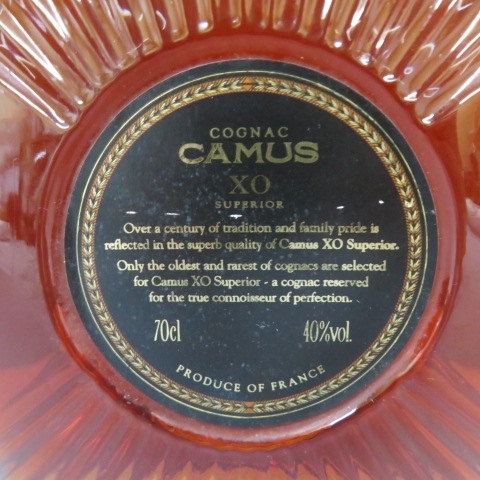 COGNAC
CAMUS
XO
SUPERIOR
Over a century of tradition and family pride is
reflected in the superb quality of Camus XO Superior.
Only the oldest and rarest of cognacs are selected
for Camus XO Superior - a cognac reserved
for the true connoisseur of perfection.
70cl 40%vol.
PRODUCE OF FRANCE